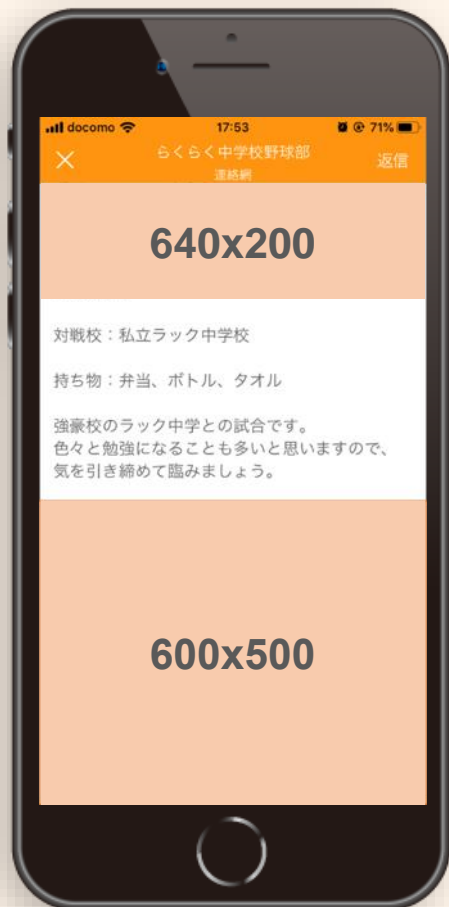 docomo 17:53 71%
らくらく中学校野球部
連絡網
返信
640x200
対戦校：私立ラック中学校
持ち物：弁当、ボトル、タオル
強豪校のラック中学との試合です。
色々と勉強になることも多いと思いますので、
気を引き締めて臨みましょう。
600x500